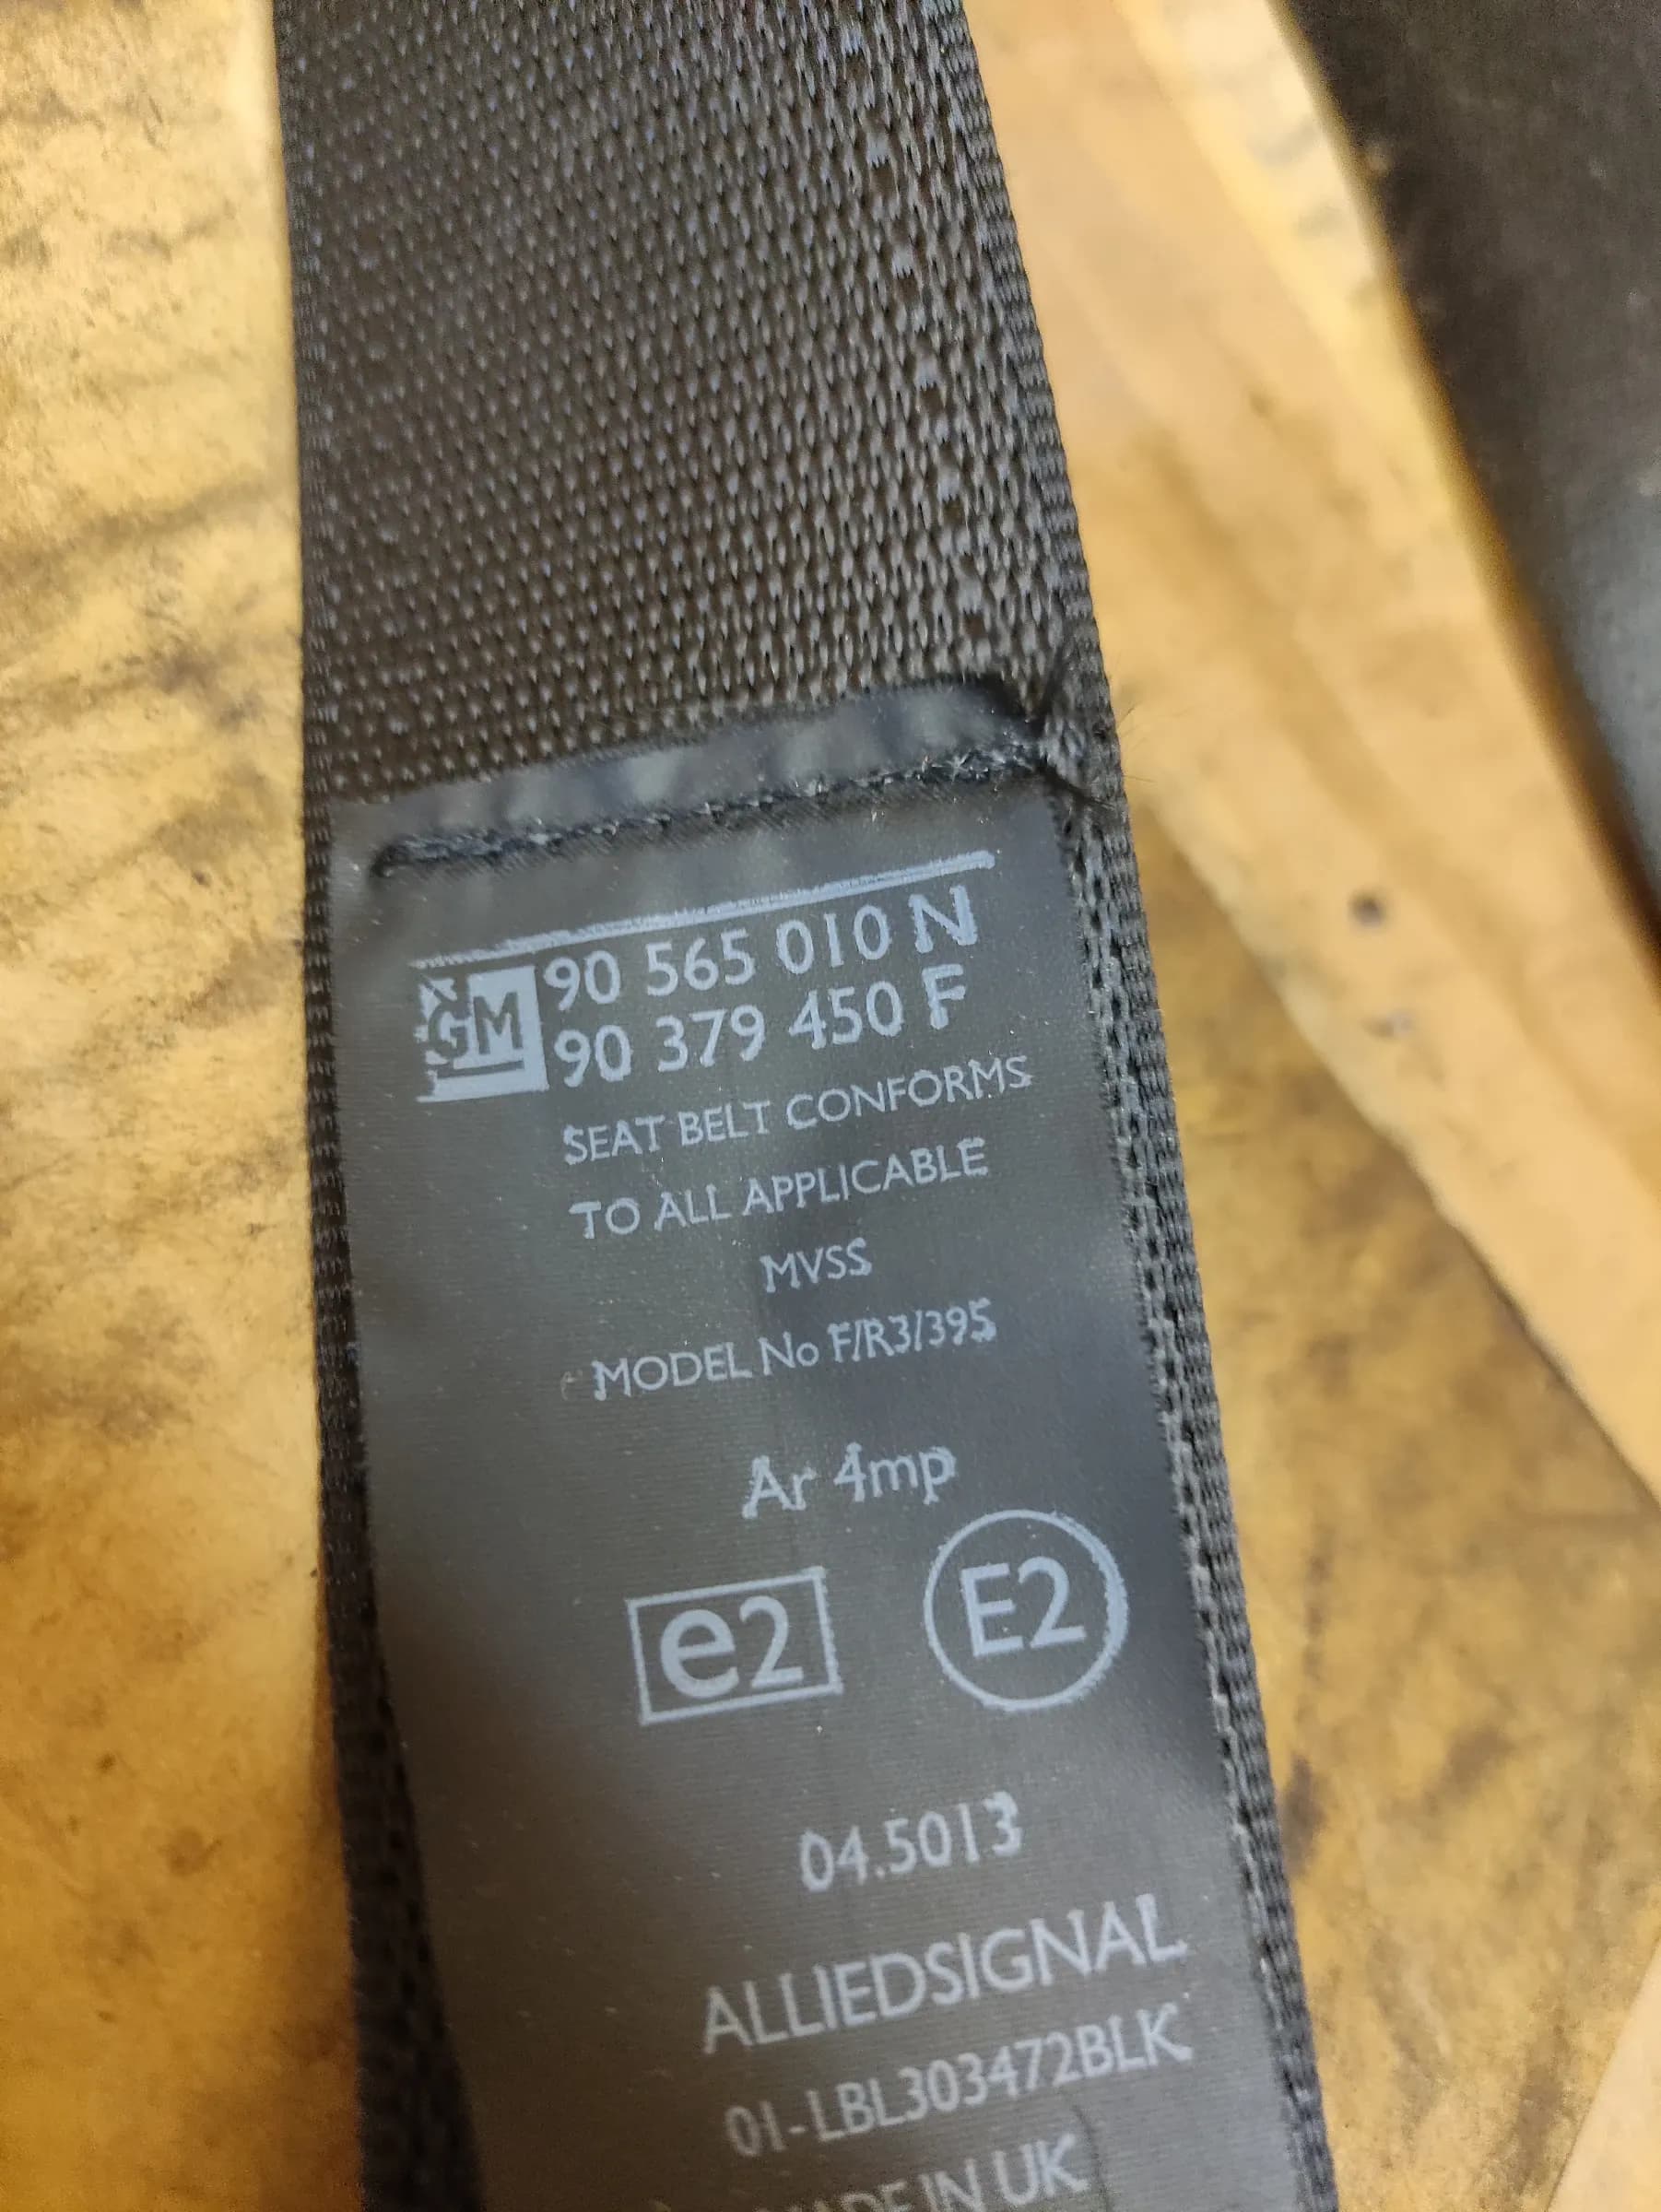 GM 90 565 010 N
90 379 450 F
SEAT BELT CONFORMS
TO ALL APPLICABLE
MVSS
MODEL No F/R3/395
Ar 4mp
e2 E2
04.5013
ALLIEDSIGNAL
01-LBL303472BLK
MADE IN UK